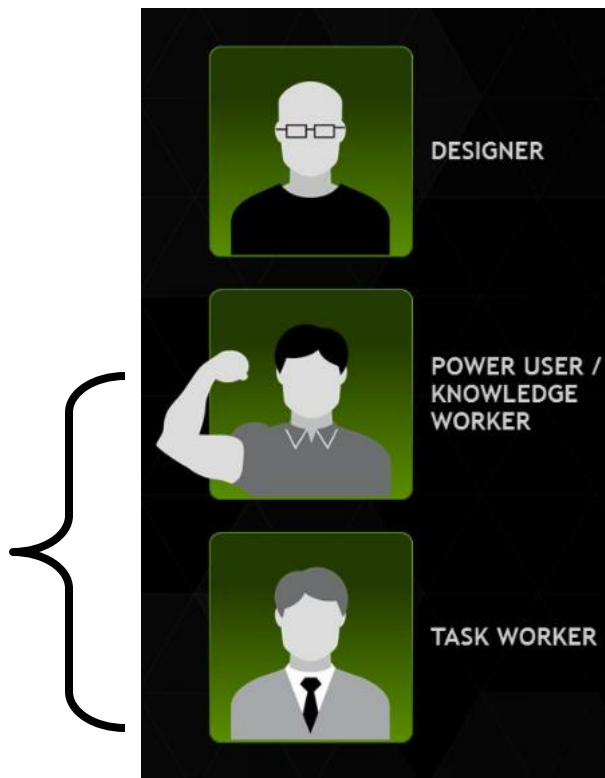 DESIGNER
POWER USER /
KNOWLEDGE
WORKER
TASK WORKER